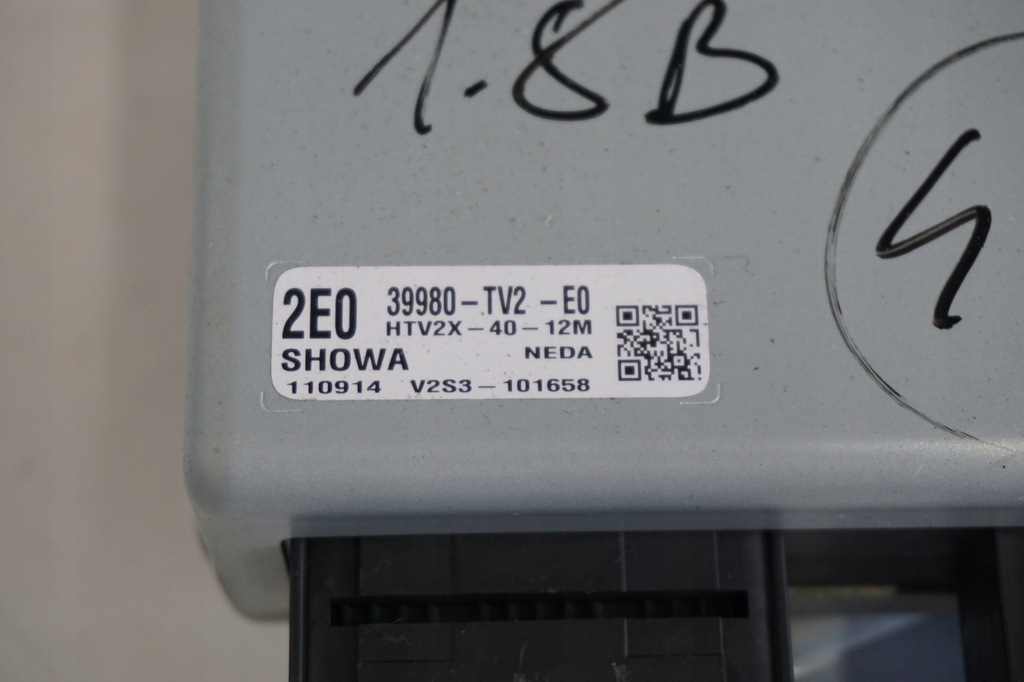 1.8B
4
2E0 39980-TV2 -E0
HTV2X-40-12M
SHOWA NEDA
110914 V2S3-101658